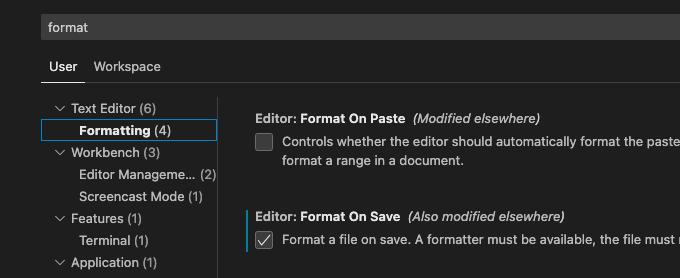 format
User Workspace
Text Editor (6)
Formatting (4)
Workbench (3)
Editor Manageme... (2)
Screencast Mode (1)
Features (1)
Terminal (1)
Application (1)
Editor: Format On Paste (Modified elsewhere)
Controls whether the editor should automatically format the paste
format a range in a document.
Editor: Format On Save (Also modified elsewhere)
Format a file on save. A formatter must be available, the file must